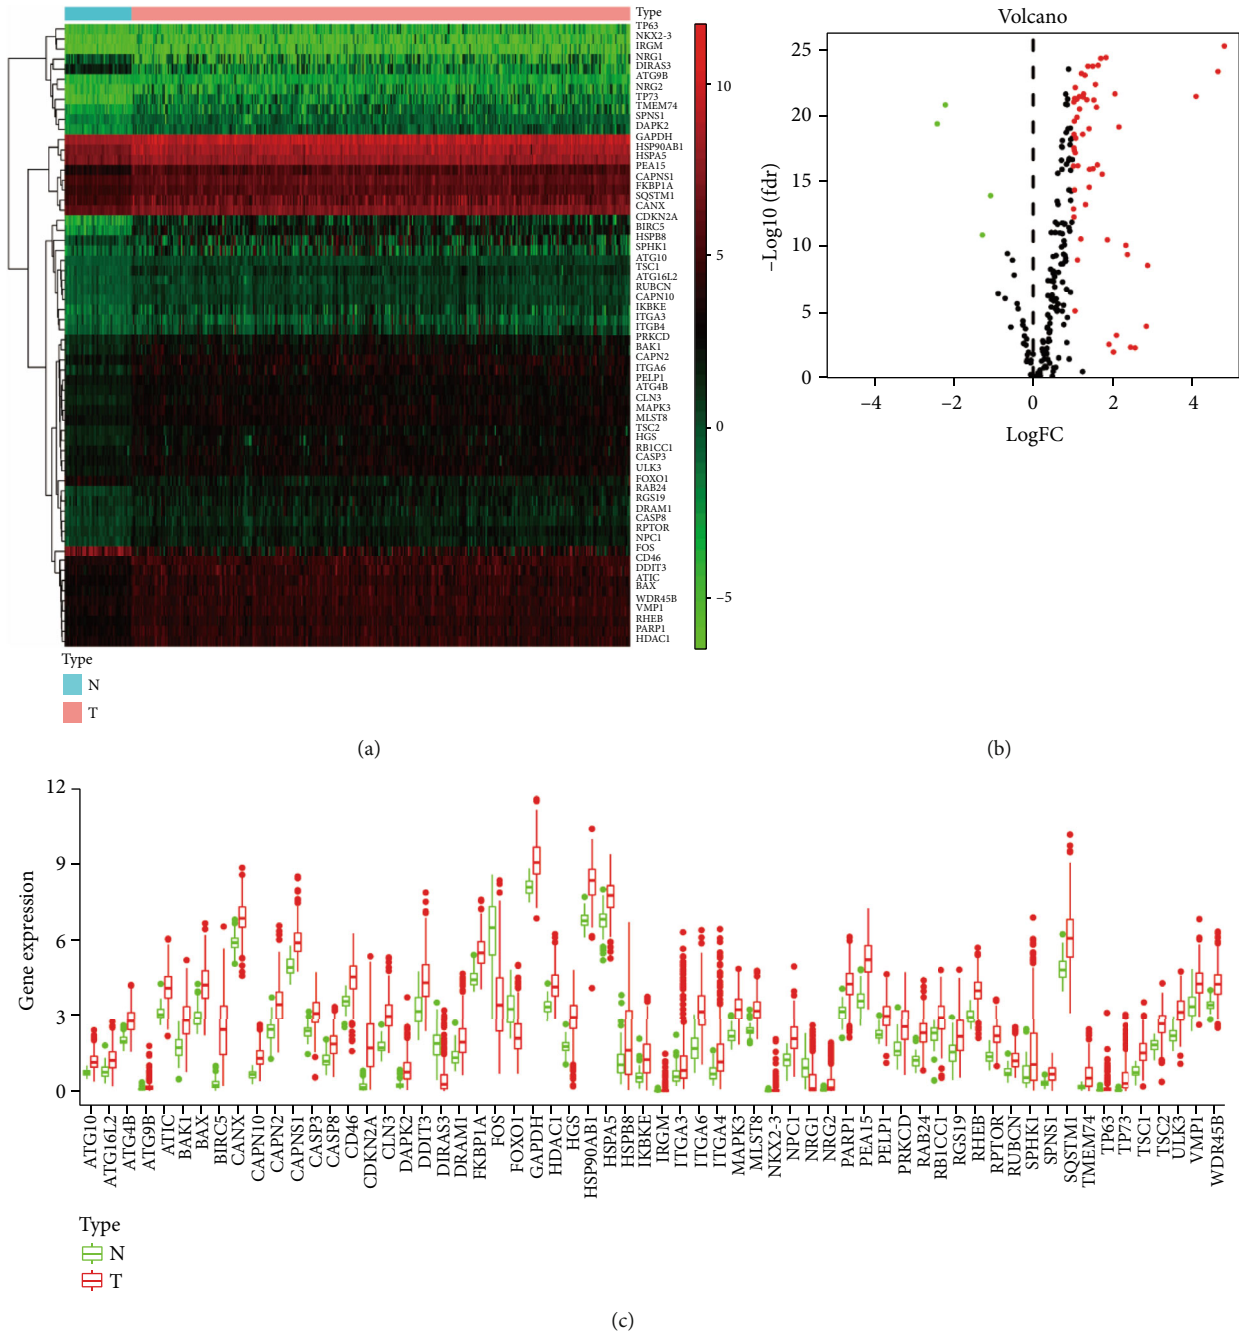 Type
TP63
NKX2-3
IRGM
NRG1
DIRAS3
ATG9B
NRG2
TP73
TMEM74
SPNS1
DAPK2
GAPDH
HSP90AB1
HSPA5
PEA15
CAPNS1
FKBP1A
SQSTM1
CANX
CDKN2A
BIRC5
HSPB8
SPHK1
ATG10
TSC1
ATG16L2
RUBCN
CAPN10
IKBKE
ITGA3
ITGB4
PRKCD
BAK1
CAPN2
ITGA6
PELP1
ATG4B
CLN3
MAPK3
MLST8
TSC2
HGS
RB1CC1
CASP3
ULK3
FOXO1
RAB24
RGS19
DRAM1
CASP8
RPTOR
NPC1
FOS
CD46
DDIT3
ATIC
BAX
WDR45B
VMP1
RHEB
PARP1
HDAC1
10
5
0
−5
Type
N
T
(a)
Volcano
25
20
15
10
5
0
−Log10 (fdr)
−4 −2 0 2 4
LogFC
(b)
12
9
6
3
0
Gene expression
ATG10
ATG16L2
ATG4B
ATG9B
ATIC
BAK1
BAX
BIRC5
CANX
CAPN10
CAPN2
CAPNS1
CASP3
CASP8
CD46
CDKN2A
CLN3
DAPK2
DDIT3
DIRAS3
DRAM1
FKBP1A
FOS
FOXO1
GAPDH
HDAC1
HGS
HSP90AB1
HSPA5
HSPB8
IKBKE
IRGM
ITGA3
ITGA6
ITGA4
MAPK3
MLST8
NKX2-3
NPC1
NRG1
NRG2
PARP1
PEA15
PELP1
PRKCD
RAB24
RB1CC1
RGS19
RHEB
RPTOR
RUBCN
SPHK1
SPNS1
SQSTM1
TMEM74
TP63
TP73
TSC1
TSC2
ULK3
VMP1
WDR45B
Type
N
T
(c)